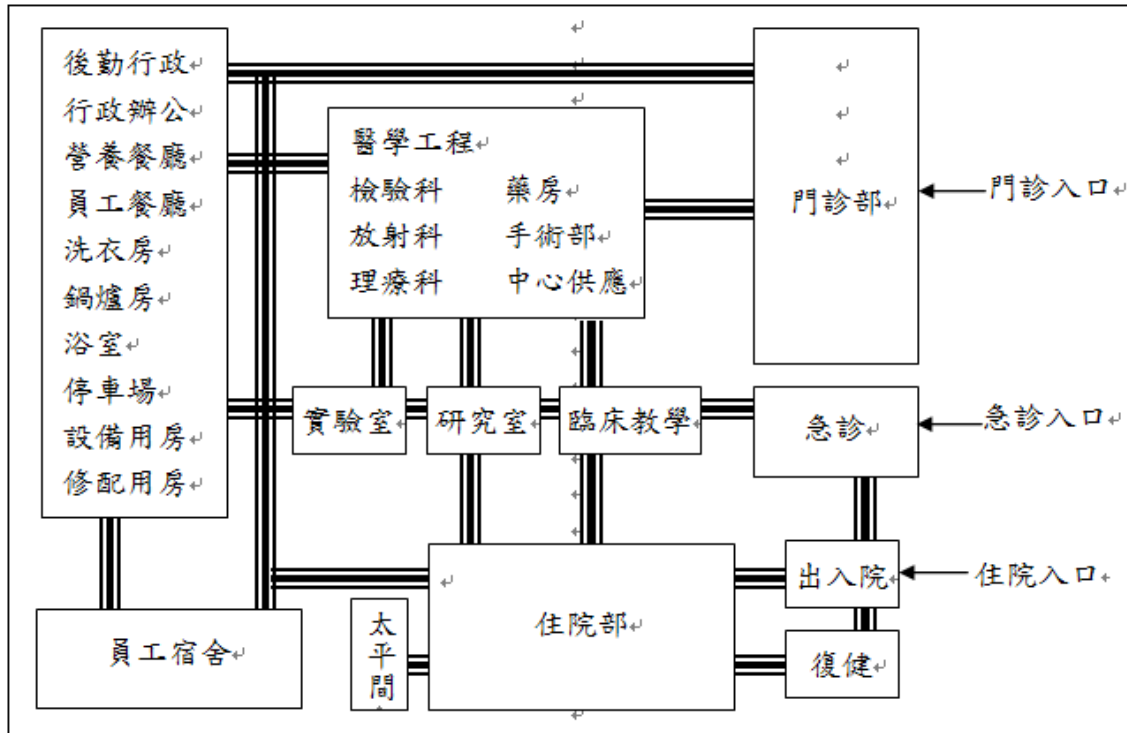 後勤行政
行政辦公
營養餐廳
員工餐廳
洗衣房
鍋爐房
浴室
停車場
設備用房
修配用房
醫學工程
檢驗科 藥房
放射科 手術部
理療科 中心供應
門診部
門診入口
實驗室
研究室
臨床教學
急診
急診入口
出入院
住院入口
員工宿舍
太
平
間
住院部
復健